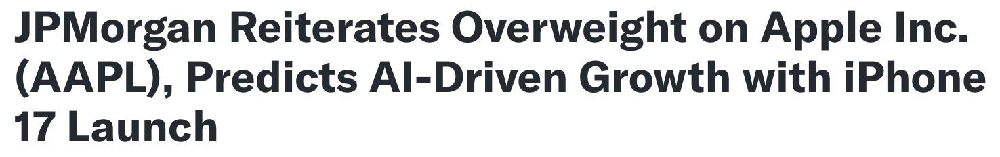 JPMorgan Reiterates Overweight on Apple Inc.
(AAPL), Predicts AI-Driven Growth with iPhone
17 Launch